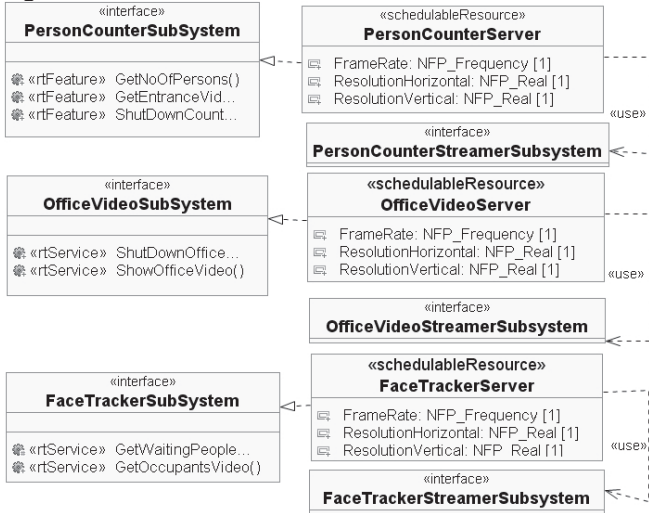 «interface»
PersonCounterSubSystem
«rtFeature» GetNoOfPersons()
«rtFeature» GetEntranceVid...
«rtFeature» ShutDownCount...
«schedulableResource»
PersonCounterServer
FrameRate: NFP_Frequency [1]
ResolutionHorizontal: NFP_Real [1]
ResolutionVertical: NFP_Real [1]
«use»
«interface»
PersonCounterStreamerSubsystem
«interface»
OfficeVideoSubSystem
«rtService» ShutDownOffice...
«rtService» ShowOfficeVideo()
«schedulableResource»
OfficeVideoServer
FrameRate: NFP_Frequency [1]
ResolutionHorizontal: NFP_Real [1]
ResolutionVertical: NFP_Real [1]
«use»
«interface»
OfficeVideoStreamerSubsystem
«interface»
FaceTrackerSubSystem
«rtService» GetWaitingPeople...
«rtService» GetOccupantsVideo()
«schedulableResource»
FaceTrackerServer
FrameRate: NFP_Frequency [1]
ResolutionHorizontal: NFP_Real [1]
ResolutionVertical: NFP_Real [1]
«use»
«interface»
FaceTrackerStreamerSubsystem